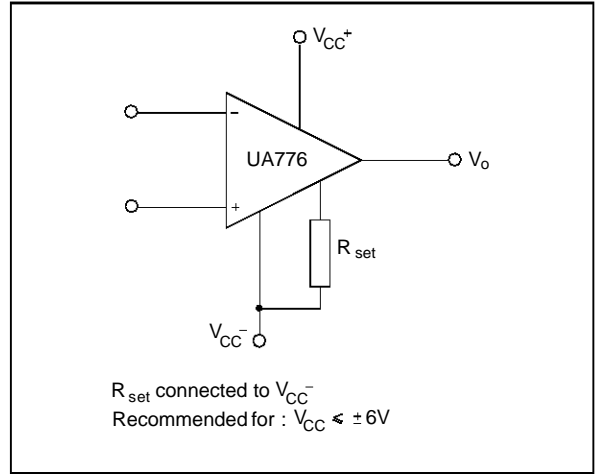 VCC+
-
UA776
Vo
+
Rset
VCC-
Rset connected to VCC-
Recommended for : VCC ⩽ ±6V